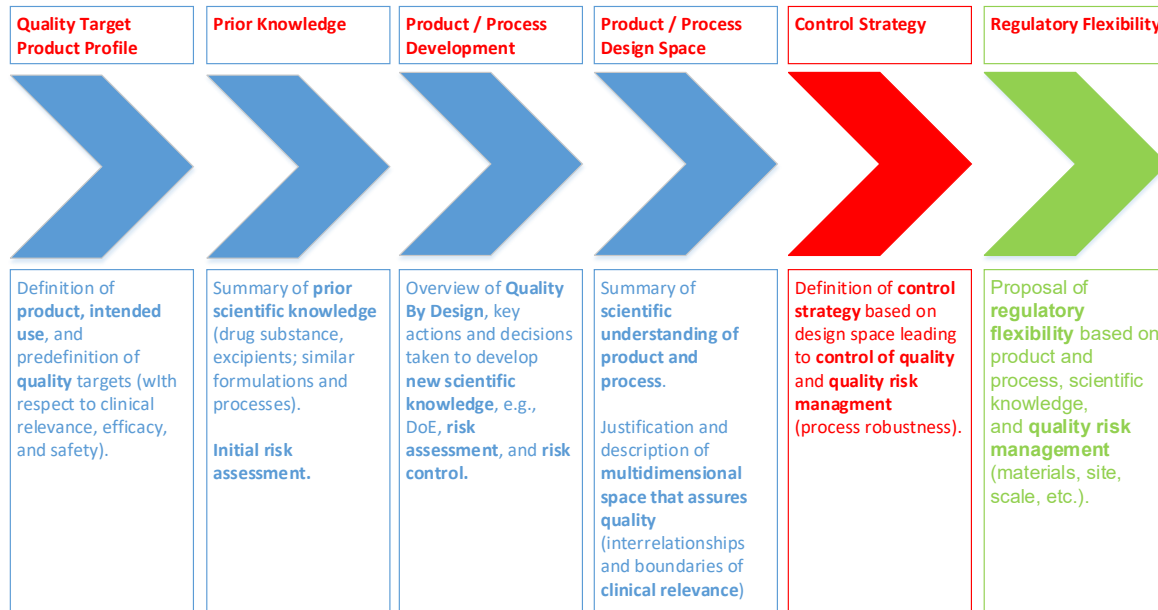 Quality Target
Product Profile
Prior Knowledge
Product / Process
Development
Product / Process
Design Space
Control Strategy
Regulatory Flexibility
Definition of
product, intended
use, and
predefinition of
quality targets (wIth
respect to clinical
relevance, efficacy,
and safety).
Summary of prior
scientific knowledge
(drug substance,
excipients; similar
formulations and
processes).
Initial risk
assessment.
Overview of Quality
By Design, key
actions and decisions
taken to develop
new scientific
knowledge, e.g.,
DoE, risk
assessment, and risk
control.
Summary of
scientific
understanding of
product and
process.
Justification and
description of
multidimensional
space that assures
quality
(interrelationships
and boundaries of
clinical relevance)
Definition of control
strategy based on
design space leading
to control of quality
and quality risk
managment
(process robustness).
Proposal of
regulatory
flexibility based on
product and
process, scientific
knowledge,
and quality risk
management
(materials, site,
scale, etc.).